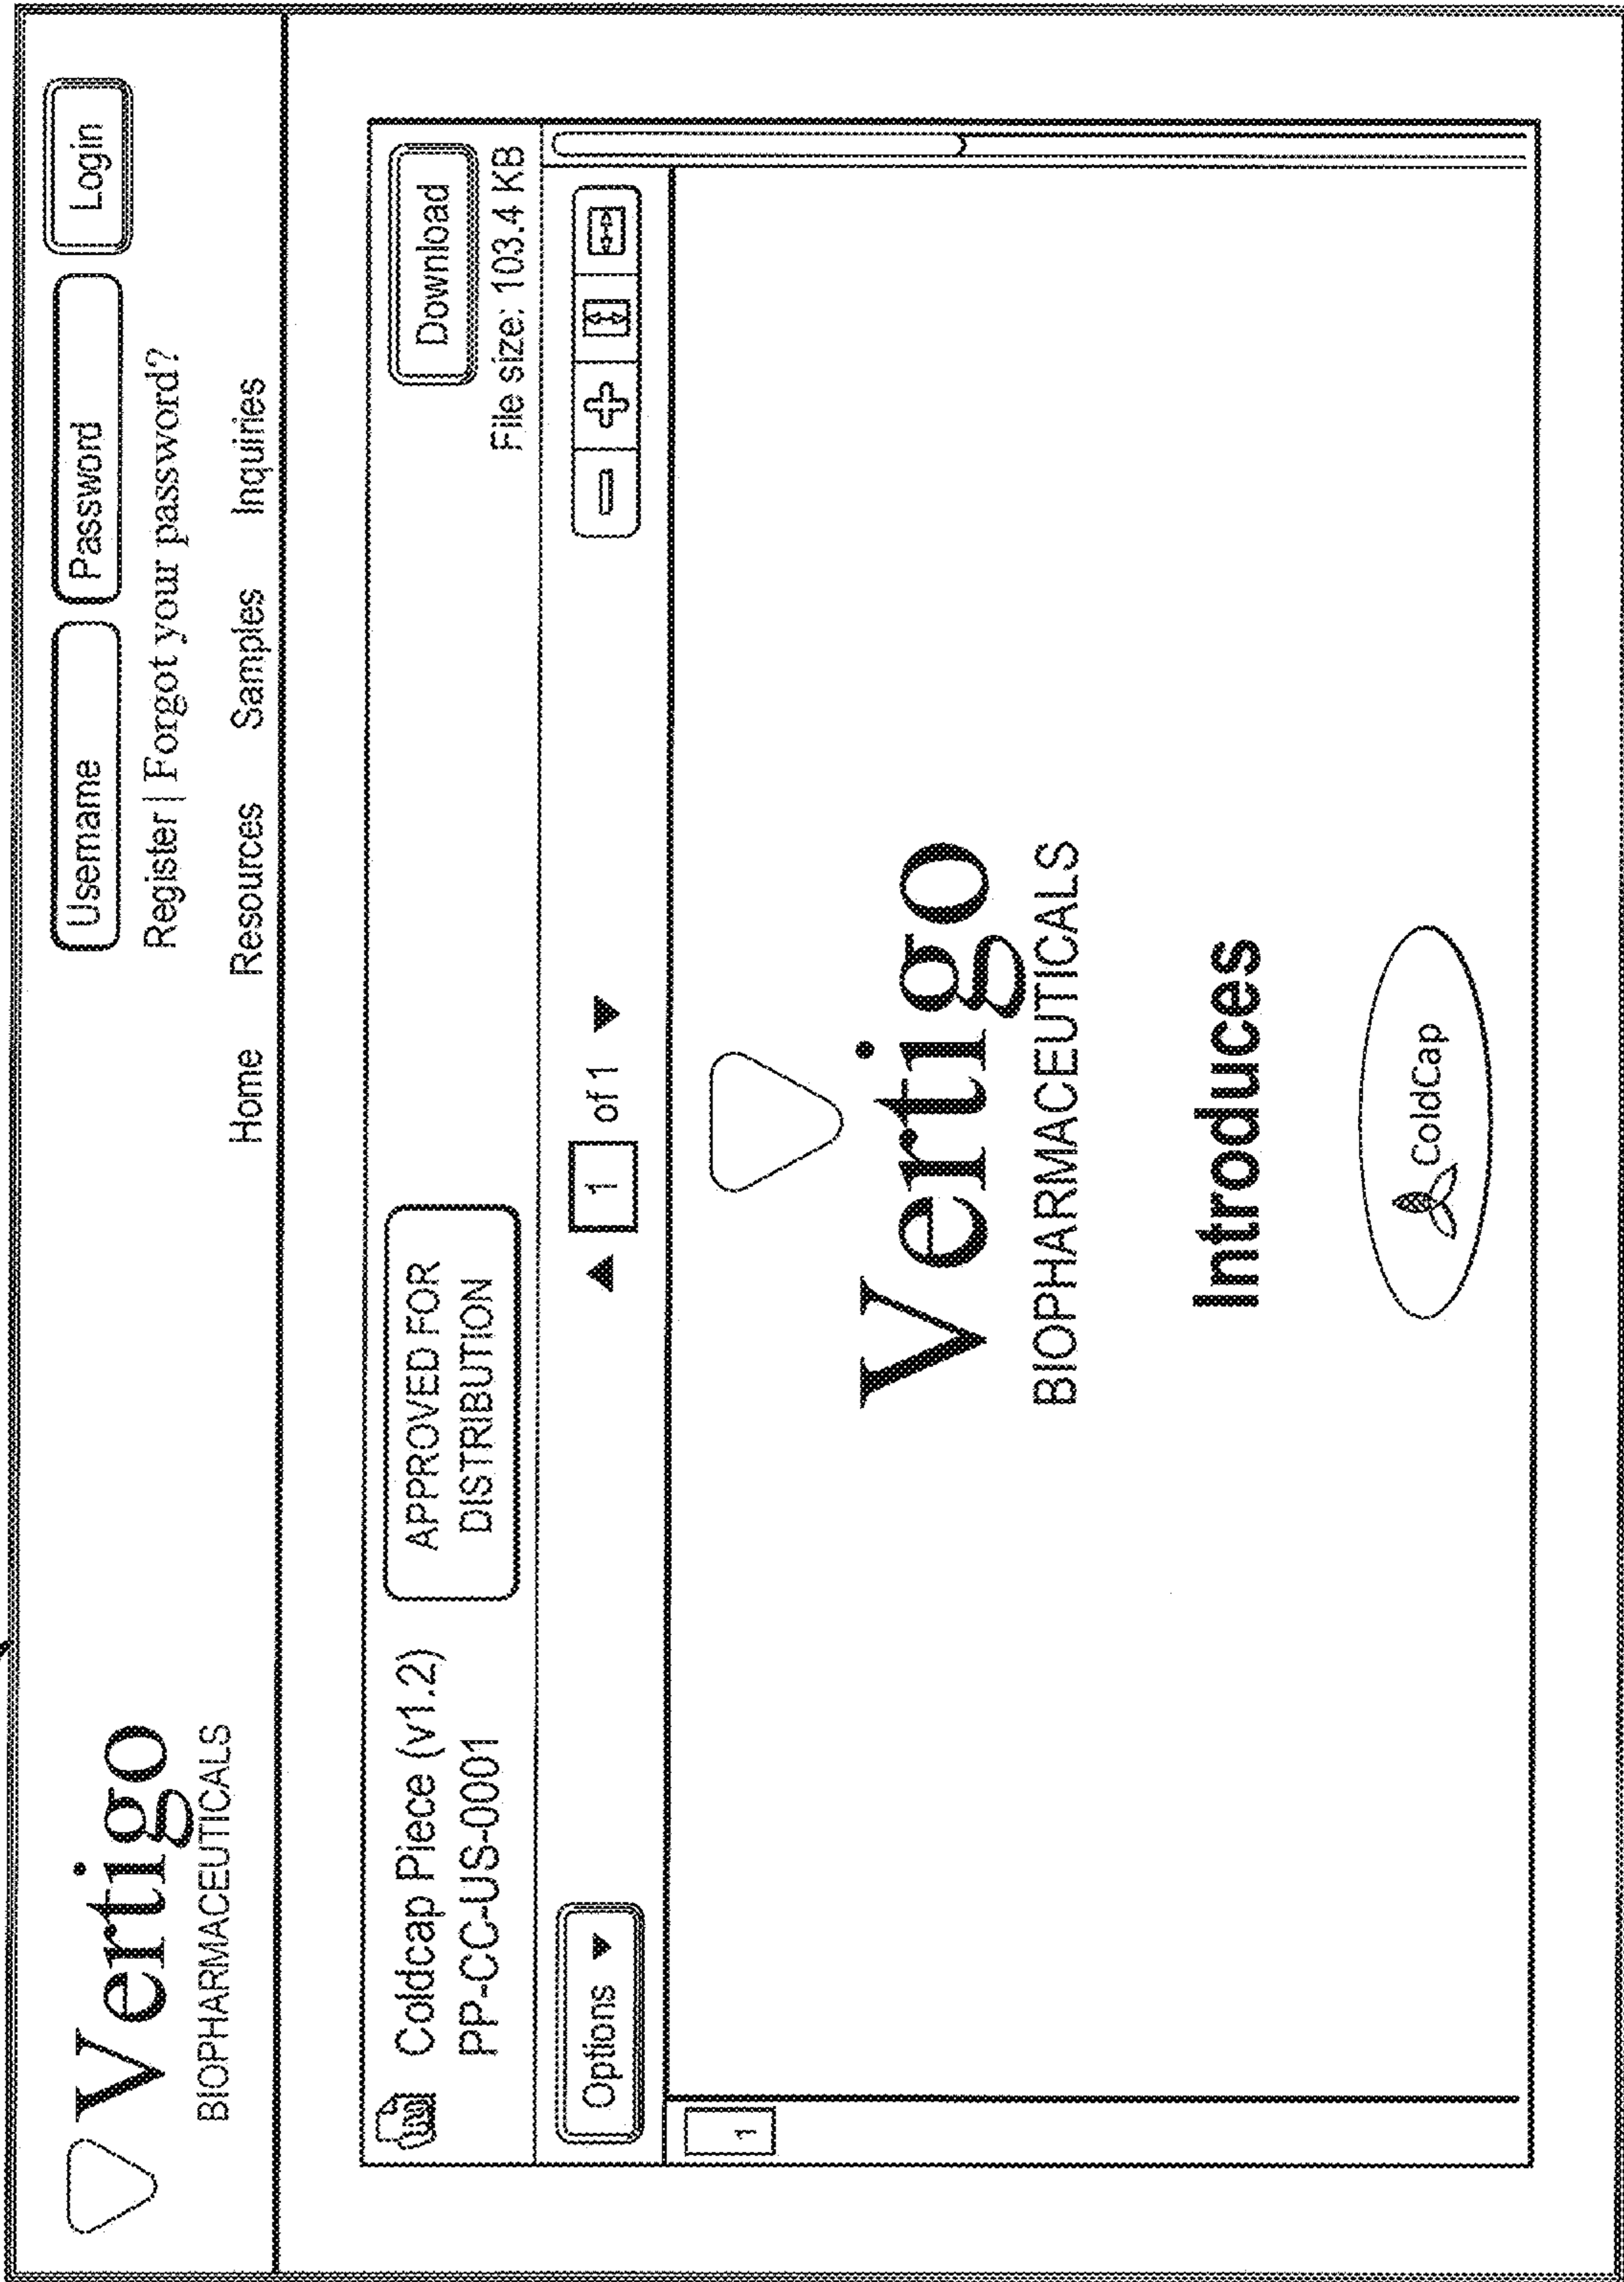 Vertigo
BIOPHARMACEUTICALS
Username Password Login
Register | Forgot your password?
Home Resources Samples Inquiries
Coldcap Piece (v1.2)
PP-CC-US-0001
APPROVED FOR
DISTRIBUTION
Download
File size: 103.4 KB
Options
1 of 1
1
Vertigo
BIOPHARMACEUTICALS
Introduces
ColdCap